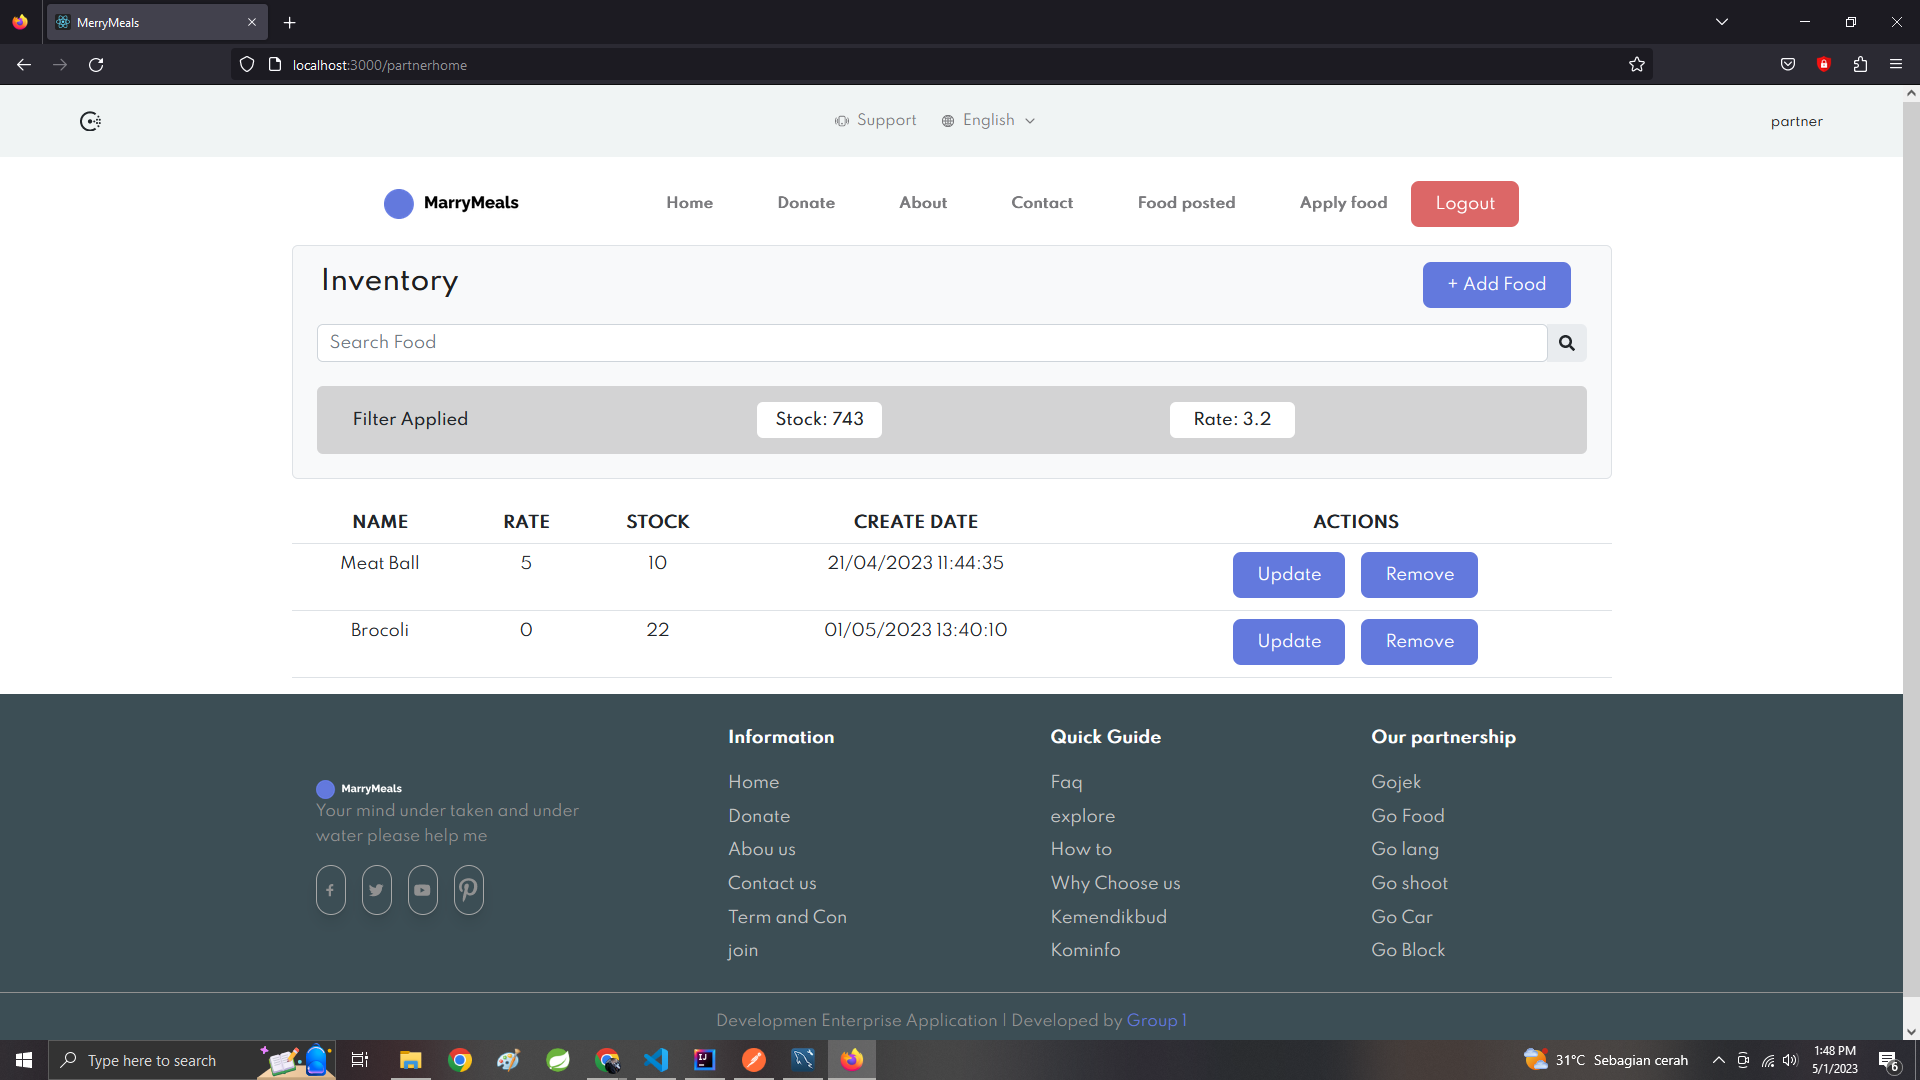 MerryMeals
localhost:3000/partnerhome
Support English partner
MarryMeals Home Donate About Contact Food posted Apply food Logout
Inventory
+ Add Food
Search Food
Filter Applied Stock: 743 Rate: 3.2
NAME RATE STOCK CREATE DATE ACTIONS
Meat Ball 5 10 21/04/2023 11:44:35 Update Remove
Brocoli 0 22 01/05/2023 13:40:10 Update Remove
MarryMeals
Your mind under taken and under
water please help me
Information
Home
Donate
Abou us
Contact us
Term and Con
join
Quick Guide
Faq
explore
How to
Why Choose us
Kemendikbud
Kominfo
Our partnership
Gojek
Go Food
Go lang
Go shoot
Go Car
Go Block
Developmen Enterprise Application | Developed by Group 1
Type here to search
31°C Sebagian cerah
1:48 PM
5/1/2023
6